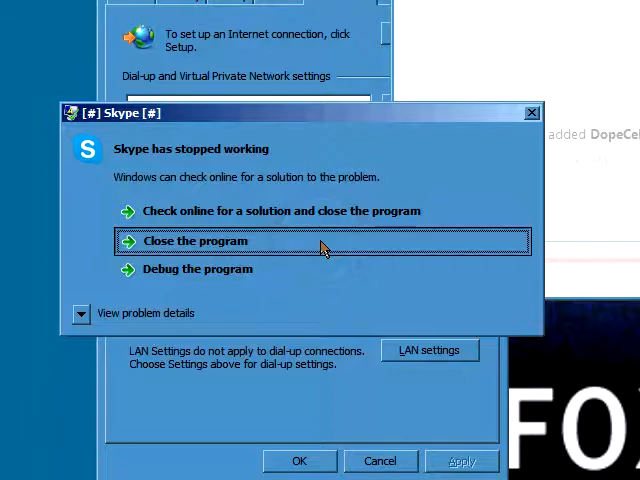 To set up an Internet connection, click
Setup.
Dial-up and Virtual Private Network settings
[#] Skype [#]
added DopeCel
S
Skype has stopped working
Windows can check online for a solution to the problem.
Check online for a solution and close the program
Close the program
Debug the program
View problem details
LAN Settings do not apply to dial-up connections.
Choose Settings above for dial-up settings.
LAN settings
FO
OK
Cancel
Apply